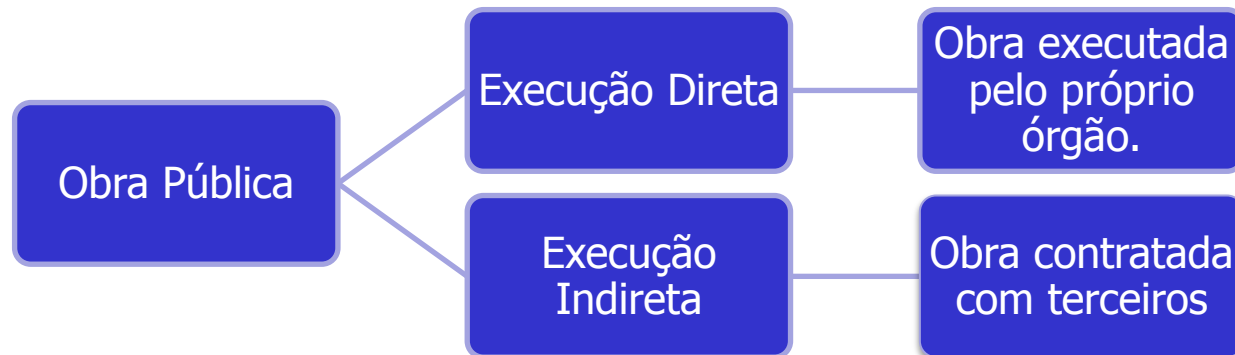 Obra Pública
Execução Direta
Obra executada
pelo próprio
órgão.
Execução
Indireta
Obra contratada
com terceiros